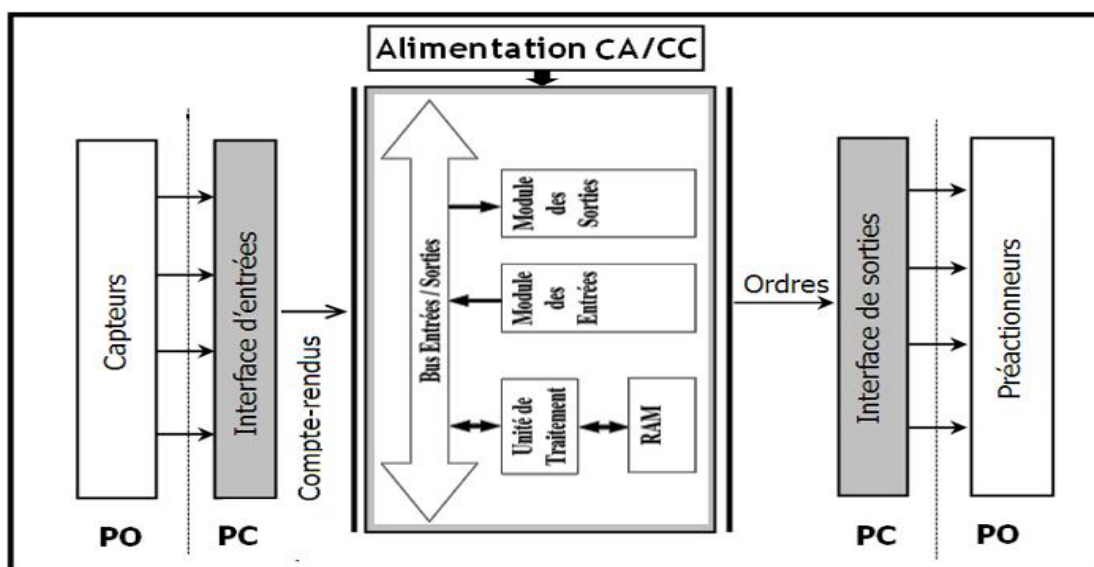 Alimentation CA/CC
Capteurs
Interface d'entrées
Compte-rendus
Bus Entrées / Sorties
Module
des
Sorties
Module
des
Entrées
Unité de
Traitement
RAM
Ordres
Interface de sorties
Préactionneurs
PO
PC
PC
PO